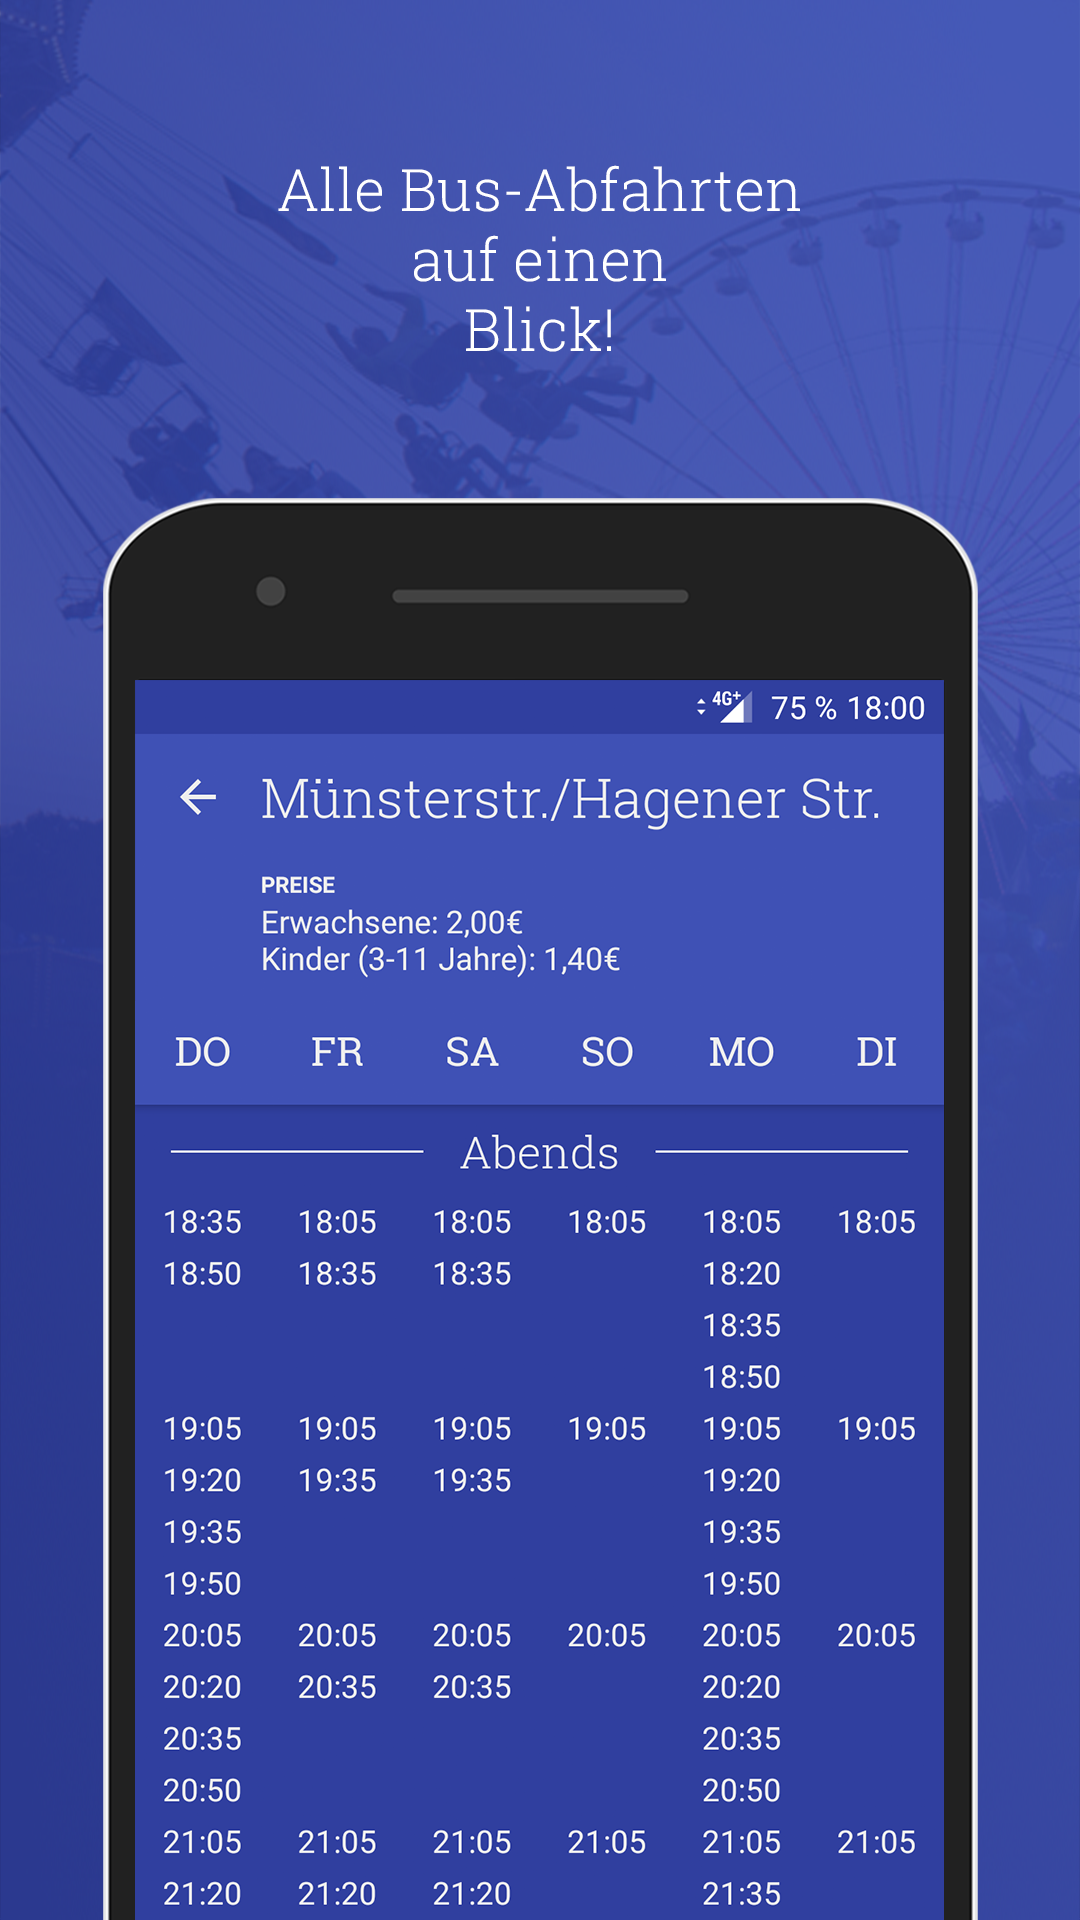 Alle Bus-Abfahrten
auf einen
Blick!
4G+ 75 % 18:00
Münsterstr./Hagener Str.
PREISE
Erwachsene: 2,00€
Kinder (3-11 Jahre): 1,40€
DO FR SA SO MO DI
Abends
18:35 18:05 18:05 18:05 18:05 18:05
18:50 18:35 18:35 18:20
18:35
18:50
19:05 19:05 19:05 19:05 19:05 19:05
19:20 19:35 19:35 19:20
19:35 19:35
19:50 19:50
20:05 20:05 20:05 20:05 20:05 20:05
20:20 20:35 20:35 20:20
20:35 20:35
20:50 20:50
21:05 21:05 21:05 21:05 21:05 21:05
21:20 21:20 21:20 21:35